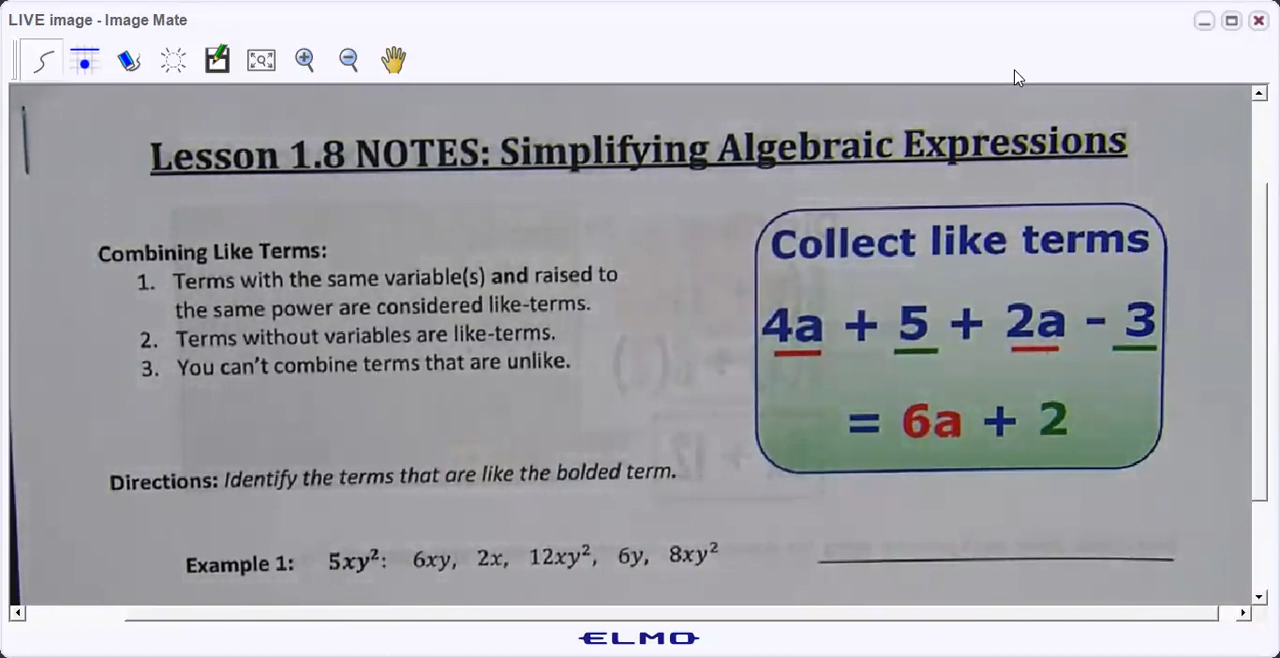 LIVE image - Image Mate
Lesson 1.8 NOTES: Simplifying Algebraic Expressions
Combining Like Terms:
1. Terms with the same variable(s) and raised to
the same power are considered like-terms.
2. Terms without variables are like-terms.
3. You can't combine terms that are unlike.
Collect like terms
4a + 5 + 2a - 3
= 6a + 2
Directions: Identify the terms that are like the bolded term.
Example 1: 5xy²: 6xy, 2x, 12xy², 6y, 8xy²
ELMO